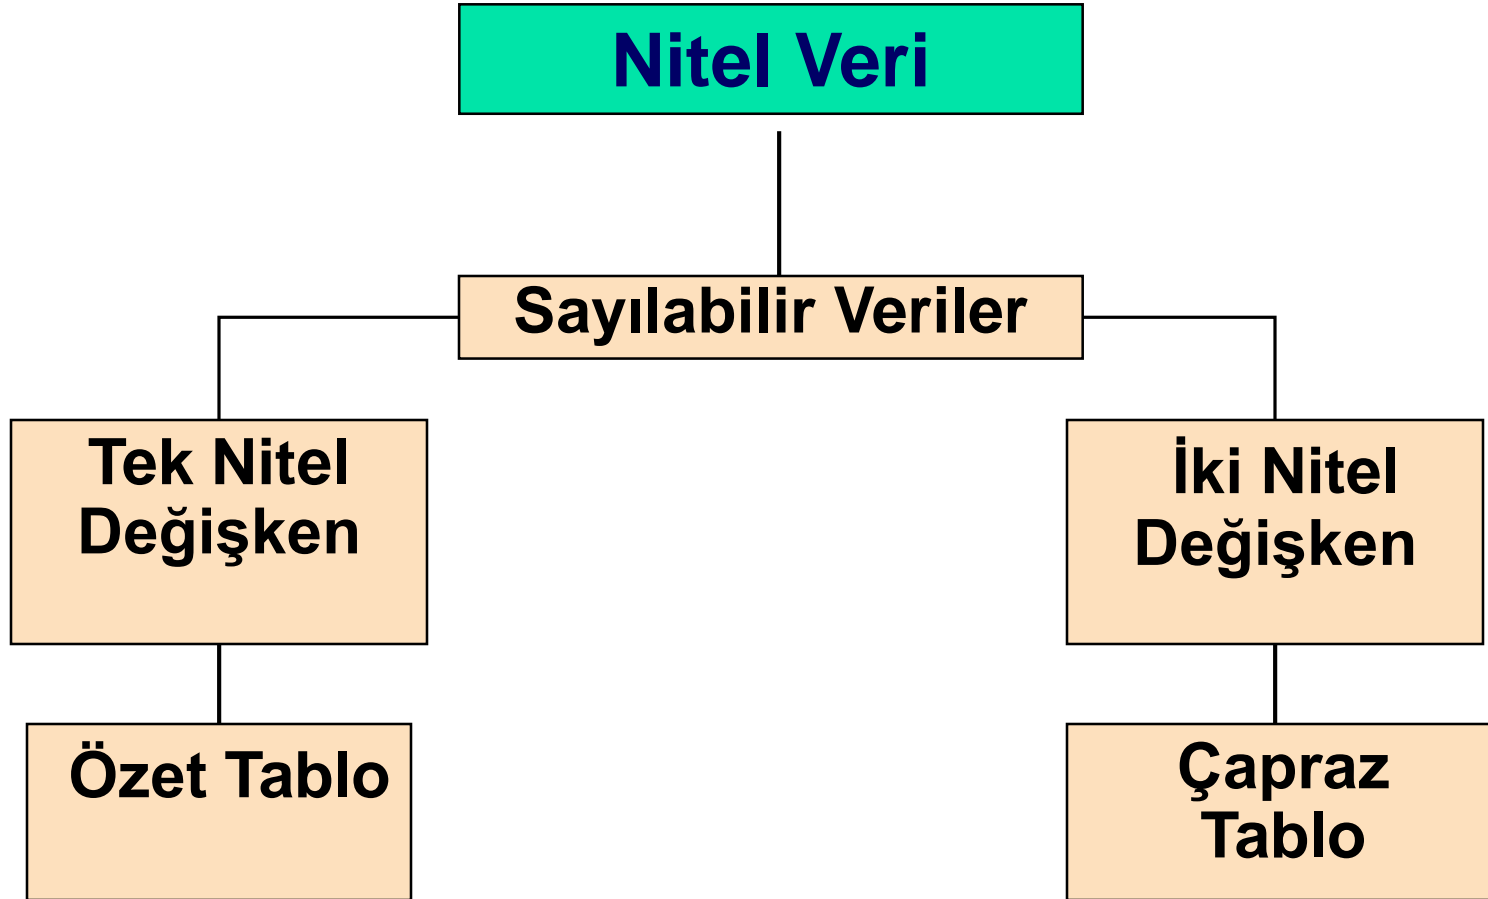 Nitel Veri
Sayılabilir Veriler
Tek Nitel
Değişken
İki Nitel
Değişken
Özet Tablo
Çapraz
Tablo